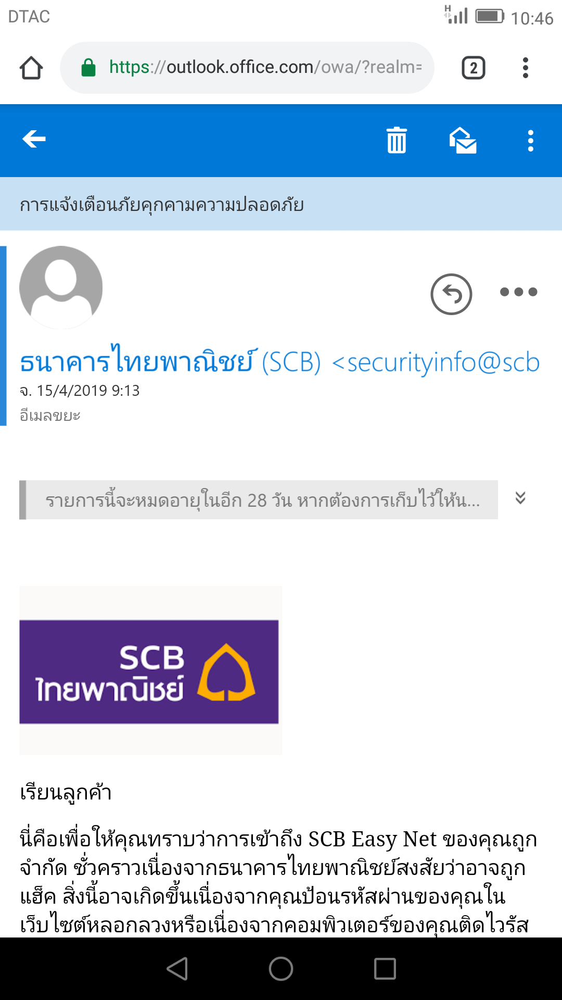 DTAC
H
10:46
https://outlook.office.com/owa/?realm=
2
การแจ้งเตือนภัยคุกคามความปลอดภัย
ธนาคารไทยพาณิชย์ (SCB) <securityinfo@scb
จ. 15/4/2019 9:13
อีเมลขยะ
รายการนี้จะหมดอายุในอีก 28 วัน หากต้องการเก็บไว้ให้น...
SCB
ไทยพาณิชย์
เรียนลูกค้า
นี่คือเพื่อให้คุณทราบว่าการเข้าถึง SCB Easy Net ของคุณถูก
จำกัด ชั่วคราวเนื่องจากธนาคารไทยพาณิชย์สงสัยว่าอาจถูก
แฮ็ค สิ่งนี้อาจเกิดขึ้นเนื่องจากคุณป้อนรหัสผ่านของคุณใน
เว็บไซต์หลอกลวงหรือเนื่องจากคอมพิวเตอร์ของคุณติดไวรัส